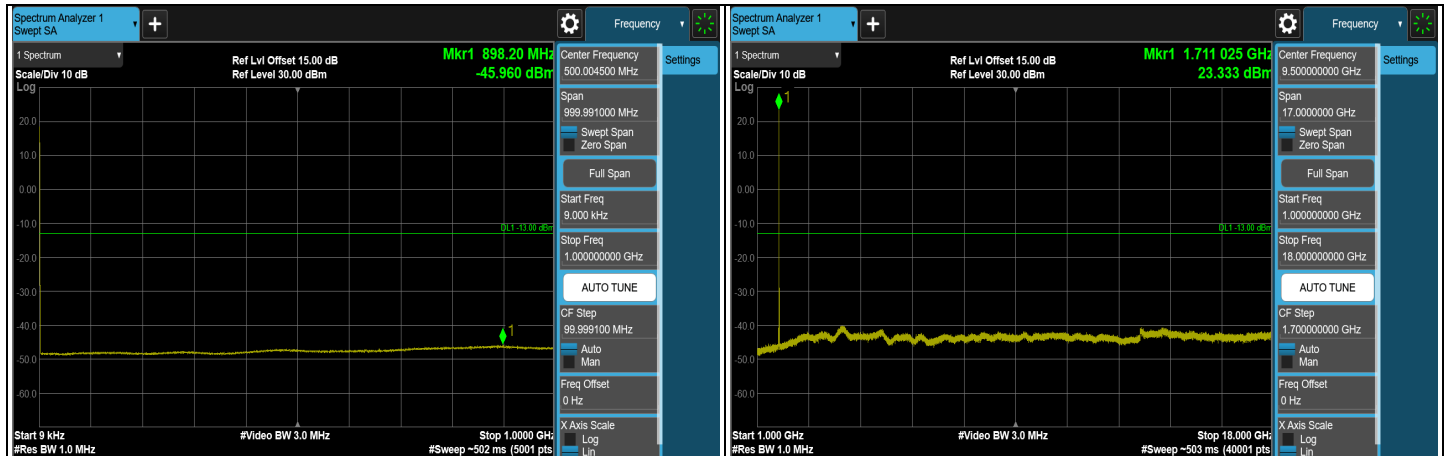 Spectrum Analyzer 1
Swept SA
+
Frequency
1 Spectrum
Scale/Div 10 dB
Log
Ref Lvl Offset 15.00 dB
Ref Level 30.00 dBm
Mkr1 898.20 MHz
-45.960 dBm
20.0
10.0
0.00
-10.0
-20.0
-30.0
-40.0
-50.0
-60.0
DL1 -13.00 dBm
1
Start 9 kHz
#Res BW 1.0 MHz
#Video BW 3.0 MHz
Stop 1.0000 GHz
#Sweep ~502 ms (5001 pts
Center Frequency
500.004500 MHz
Span
999.991000 MHz
Swept Span
Zero Span
Full Span
Start Freq
9.000 kHz
Stop Freq
1.000000000 GHz
AUTO TUNE
CF Step
99.999100 MHz
Auto
Man
Freq Offset
0 Hz
X Axis Scale
Log
Lin
Settings
Spectrum Analyzer 1
Swept SA
+
Frequency
1 Spectrum
Scale/Div 10 dB
Log
Ref Lvl Offset 15.00 dB
Ref Level 30.00 dBm
Mkr1 1.711 025 GHz
23.333 dBm
1
20.0
10.0
0.00
-10.0
-20.0
-30.0
-40.0
-50.0
-60.0
DL1 -13.00 dBm
Start 1.000 GHz
#Res BW 1.0 MHz
#Video BW 3.0 MHz
Stop 18.000 GHz
#Sweep ~503 ms (40001 pts
Center Frequency
9.500000000 GHz
Span
17.0000000 GHz
Swept Span
Zero Span
Full Span
Start Freq
1.000000000 GHz
Stop Freq
18.000000000 GHz
AUTO TUNE
CF Step
1.700000000 GHz
Auto
Man
Freq Offset
0 Hz
X Axis Scale
Log
Lin
Settings